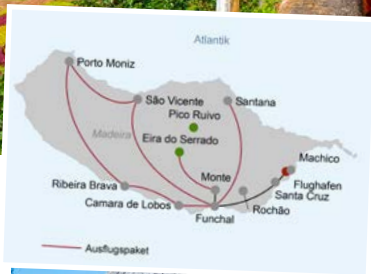 Atlantik
Porto Moniz
São Vicente
Santana
Pico Ruivo
Madeira
Eira do Serrado
Machico
Monte
Flughafen
Ribeira Brava
Santa Cruz
Camara de Lobos
Rochão
Funchal
Ausflugspaket